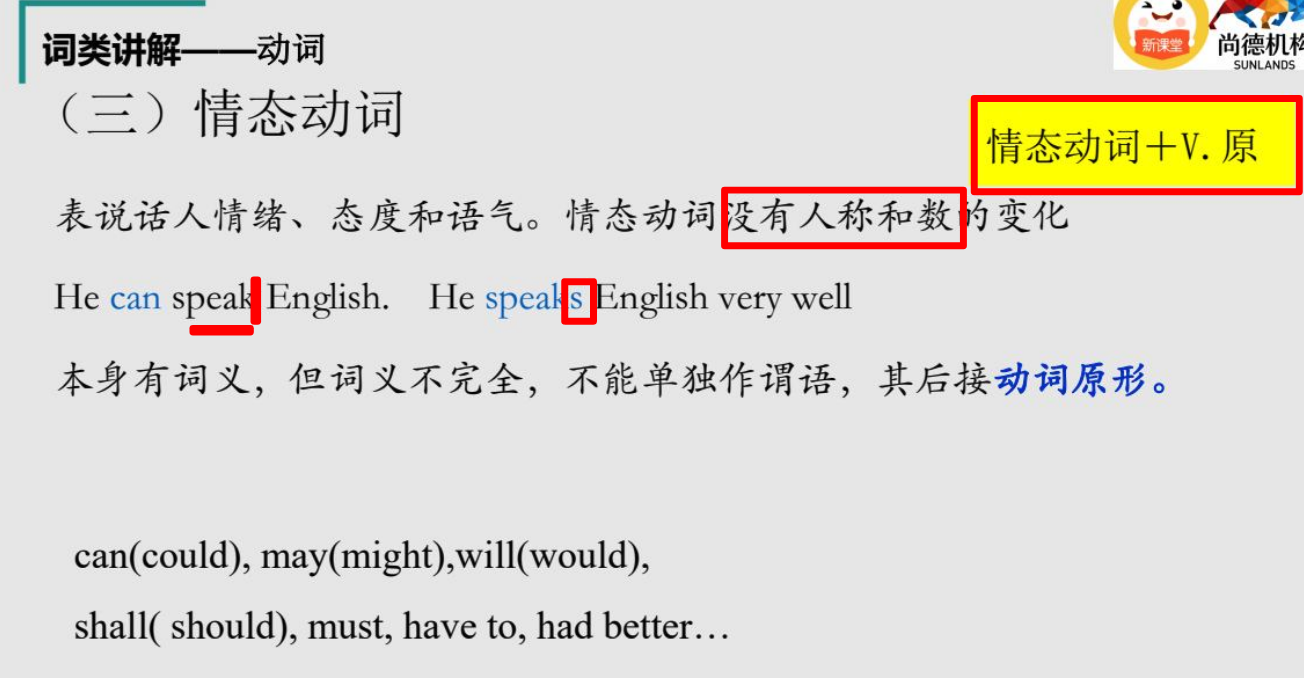 词类讲解——动词
新课堂
尚德机构
SUNLANDS
（三）情态动词
情态动词＋V.原
表说话人情绪、态度和语气。情态动词没有人称和数的变化
He can speak English. He speaks English very well
本身有词义，但词义不完全，不能单独作谓语，其后接动词原形。
can(could), may(might),will(would),
shall( should), must, have to, had better…